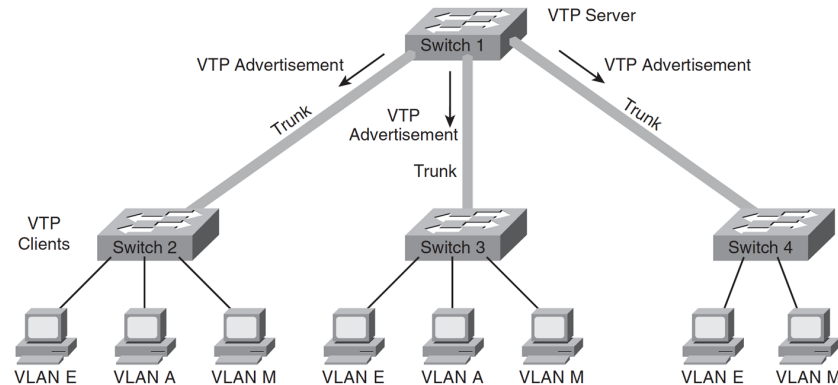 VTP Server
Switch 1
VTP Advertisement
VTP Advertisement
VTP
Advertisement
Trunk
Trunk
Trunk
VTP
Clients
Switch 2
Switch 3
Switch 4
VLAN E
VLAN A
VLAN M
VLAN E
VLAN A
VLAN M
VLAN E
VLAN M